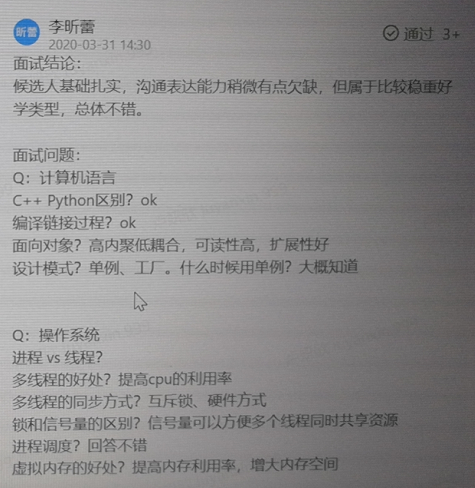 昕蕾
李昕蕾
通过 3+
2020-03-31 14:30
面试结论：
候选人基础扎实，沟通表达能力稍微有点欠缺，但属于比较稳重好
学类型，总体不错。
面试问题：
Q：计算机语言
C++ Python区别？ok
编译链接过程？ok
面向对象？高内聚低耦合，可读性高，扩展性好
设计模式？单例、工厂。什么时候用单例？大概知道
Q：操作系统
进程 vs 线程？
多线程的好处？提高cpu的利用率
多线程的同步方式？互斥锁、硬件方式
锁和信号量的区别？信号量可以方便多个线程同时共享资源
进程调度？回答不错
虚拟内存的好处？提高内存利用率，增大内存空间